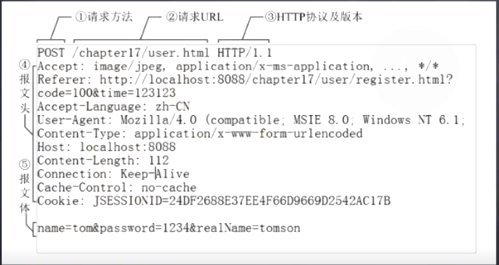 ①请求方法 ②请求URL ③HTTP协议及版本
POST /chapter17/user.html HTTP/1.1
④报文头
Accept: image/jpeg, application/x-ms-application, ..., */*
Referer: http://localhost:8088/chapter17/user/register.html?
code=100&time=123123
Accept-Language: zh-CN
User-Agent: Mozilla/4.0 (compatible; MSIE 8.0; Windows NT 6.1;
Content-Type: application/x-www-form-urlencoded
Host: localhost:8088
Content-Length: 112
Connection: Keep-Alive
Cache-Control: no-cache
Cookie: JSESSIONID=24DF2688E37EE4F66D9669D2542AC17B
⑤报文体
name=tom&password=1234&realName=tomson